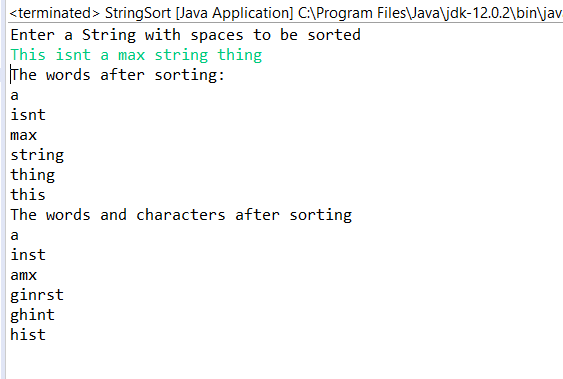 <terminated> StringSort [Java Application] C:\Program Files\Java\jdk-12.0.2\bin\jav
Enter a String with spaces to be sorted
This isnt a max string thing
The words after sorting:
a
isnt
max
string
thing
this
The words and characters after sorting
a
inst
amx
ginrst
ghint
hist